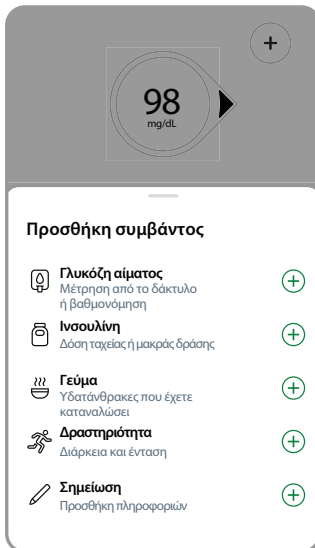 98
mg/dL
Προσθήκη συμβάντος
Γλυκόζη αίματος
Μέτρηση από το δάκτυλο
ή βαθμονόμηση
Ινσουλίνη
Δόση ταχείας ή μακράς δράσης
Γεύμα
Υδατάνθρακες που έχετε
καταναλώσει
Δραστηριότητα
Διάρκεια και ένταση
Σημείωση
Προσθήκη πληροφοριών